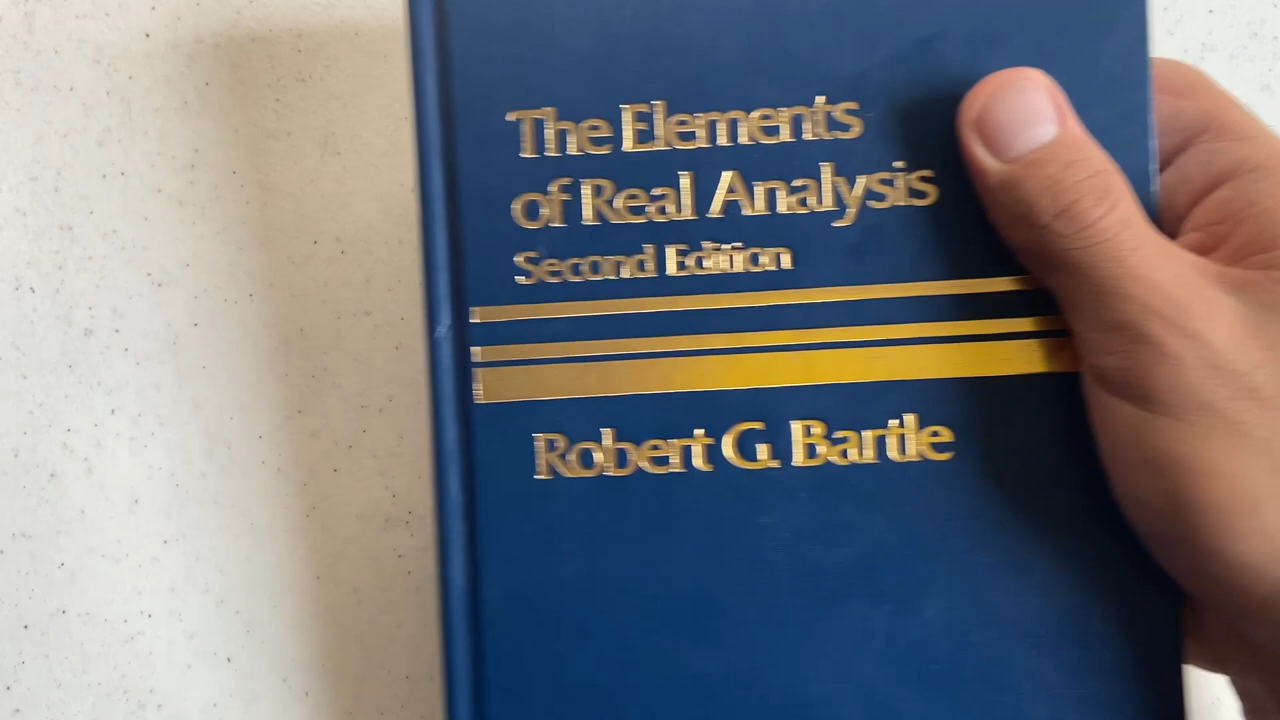 The Elements
of Real Analysis
Second Edition
Robert G. Bartle